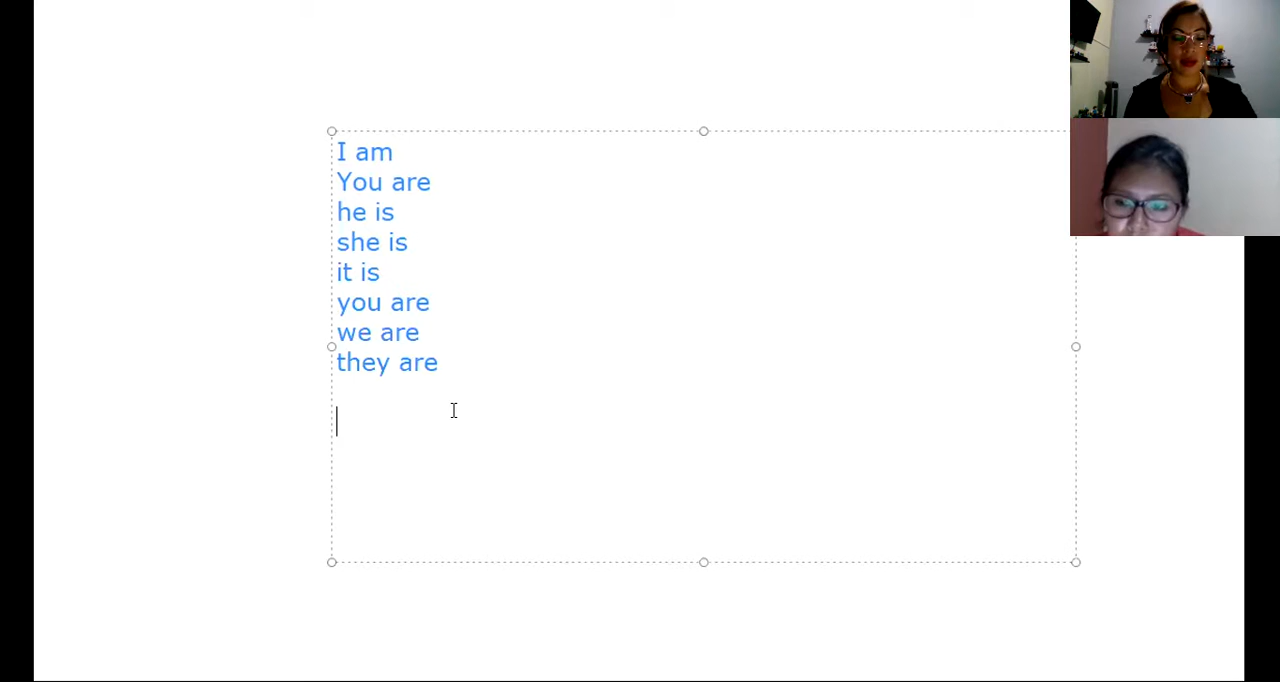 I am
You are
he is
she is
it is
you are
we are
they are